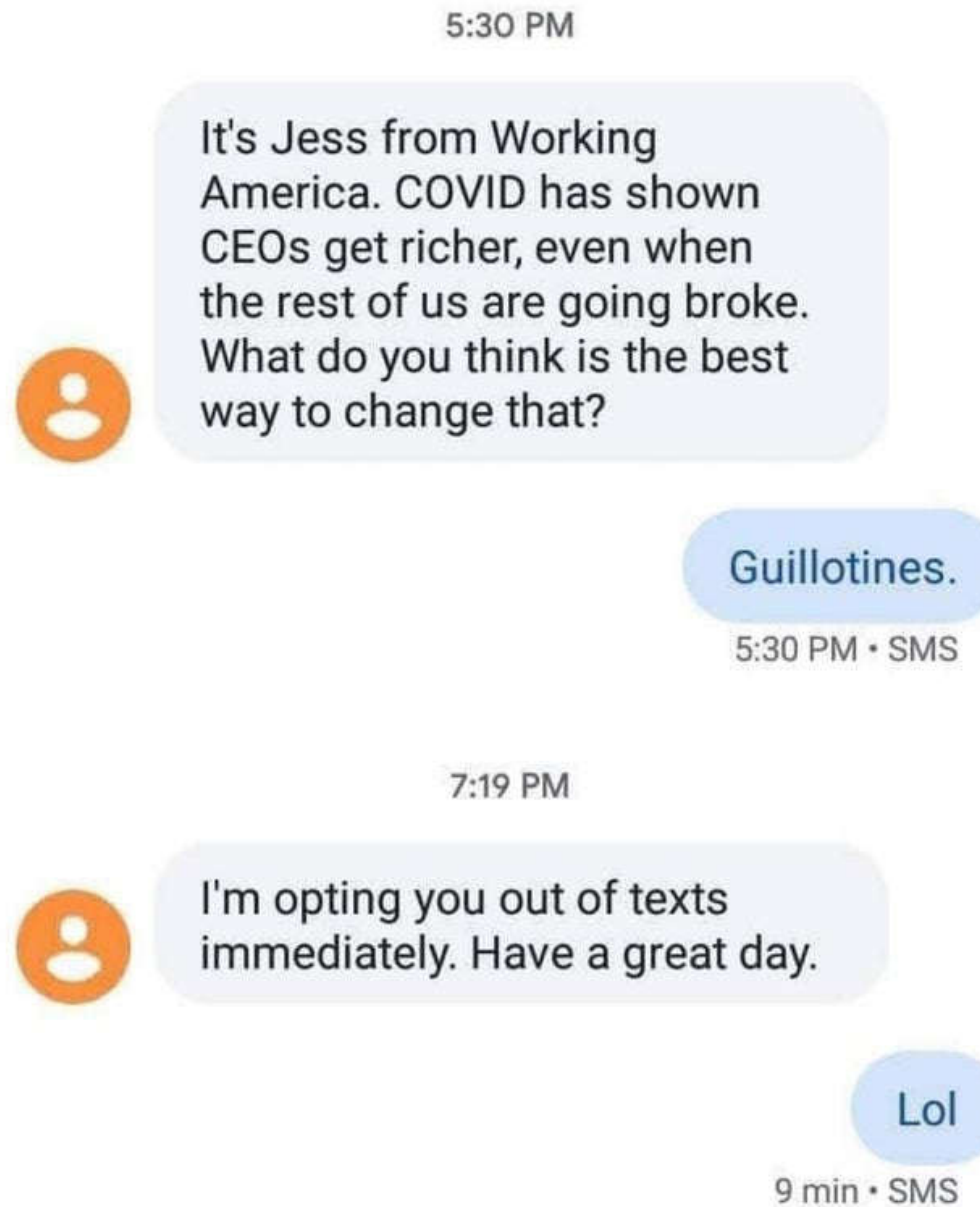 5:30 PM
It's Jess from Working
America. COVID has shown
CEOs get richer, even when
the rest of us are going broke.
What do you think is the best
way to change that?
Guillotines.
5:30 PM • SMS
7:19 PM
I'm opting you out of texts
immediately. Have a great day.
Lol
9 min • SMS